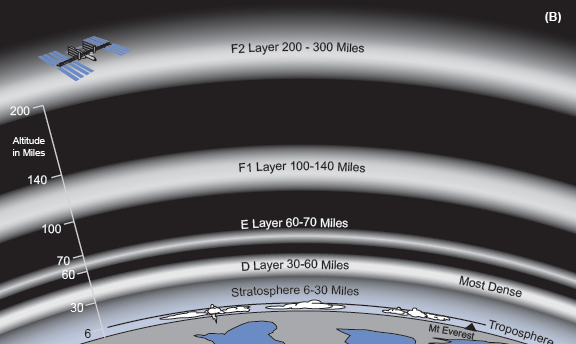 (B)
F2 Layer 200 - 300 Miles
200
Altitude
in Miles
F1 Layer 100-140 Miles
140
E Layer 60-70 Miles
100
D Layer 30-60 Miles
70
60
Most Dense
Stratosphere 6-30 Miles
30
Troposphere
Mt Everest
6